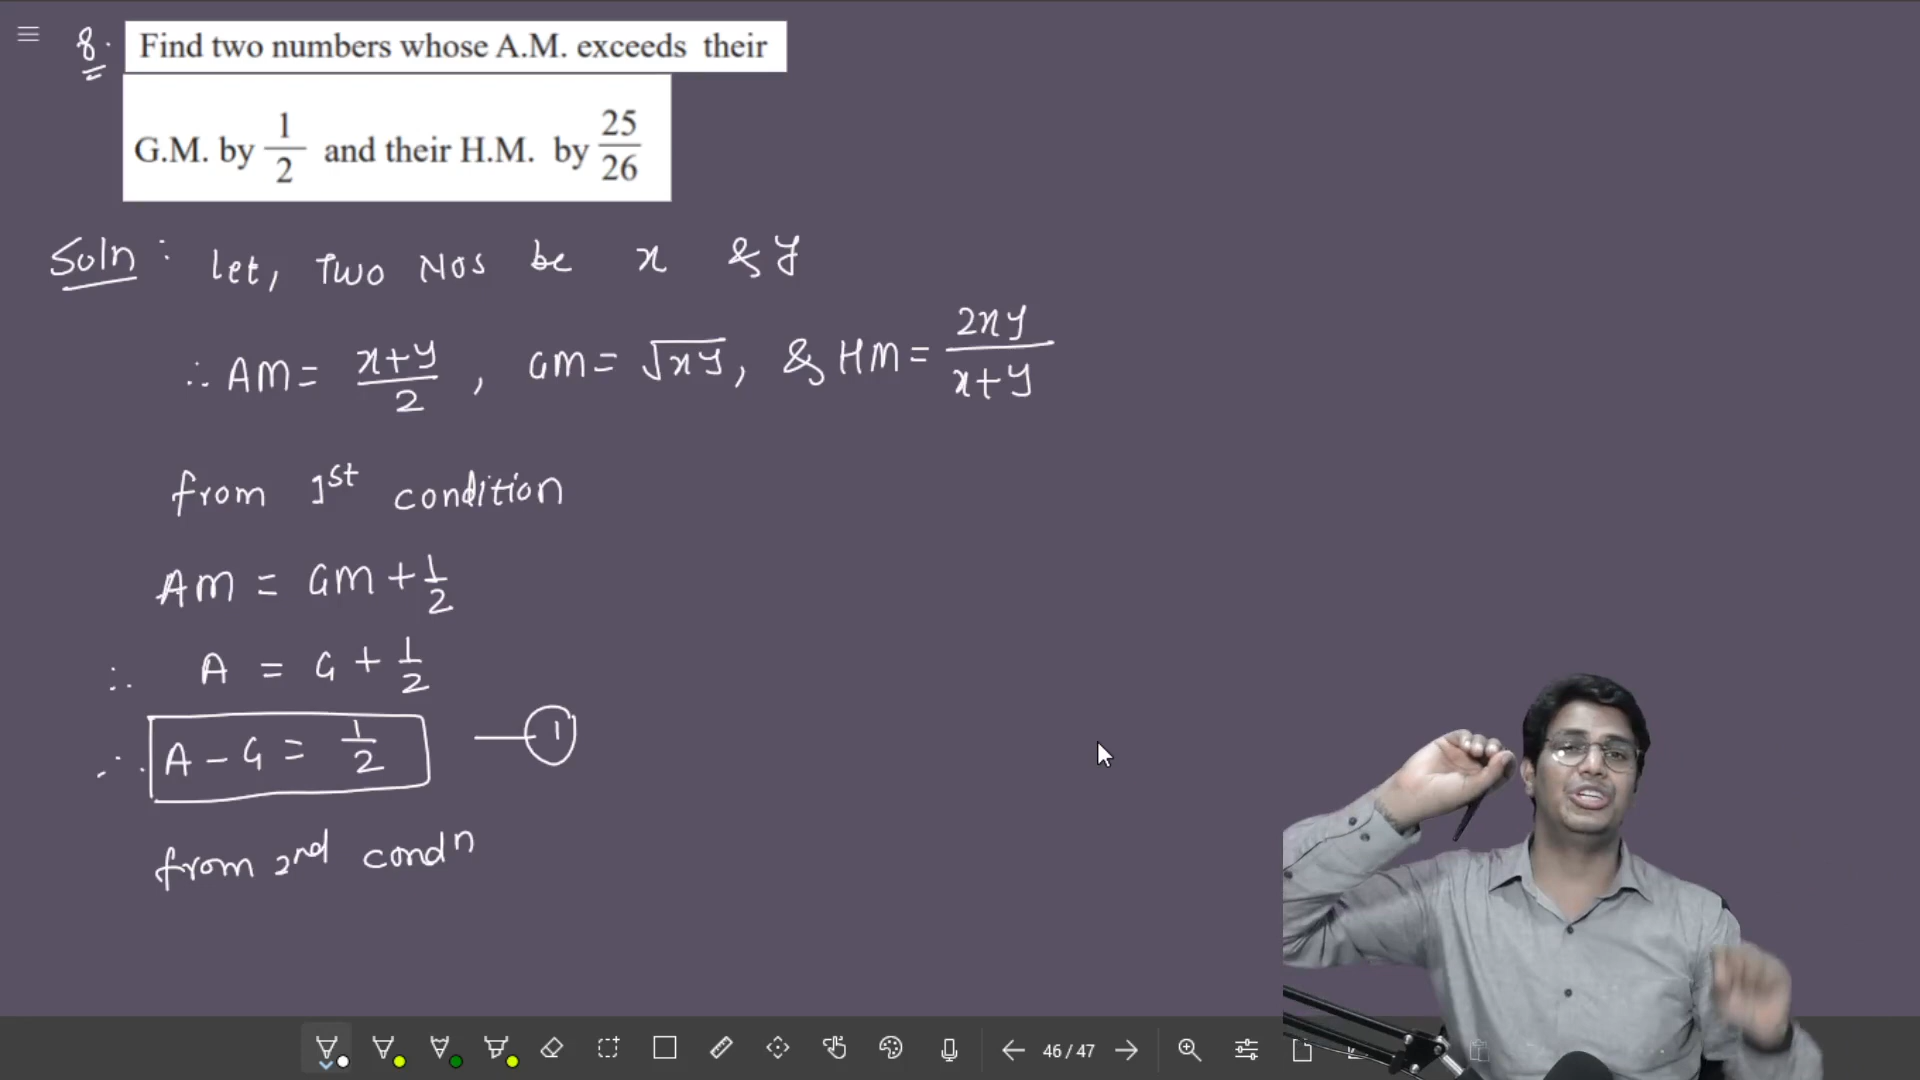 8. Find two numbers whose A.M. exceeds their
G.M. by 1/2 and their H.M. by 25/26
Soln : let, Two Nos be x & y
∴ AM = x+y/2 , GM = √xy, & HM = 2xy/x+y
from 1st condition
AM = GM + 1/2
∴ A = G + 1/2
∴ A - G = 1/2 — 1
from 2nd condn
46 / 47